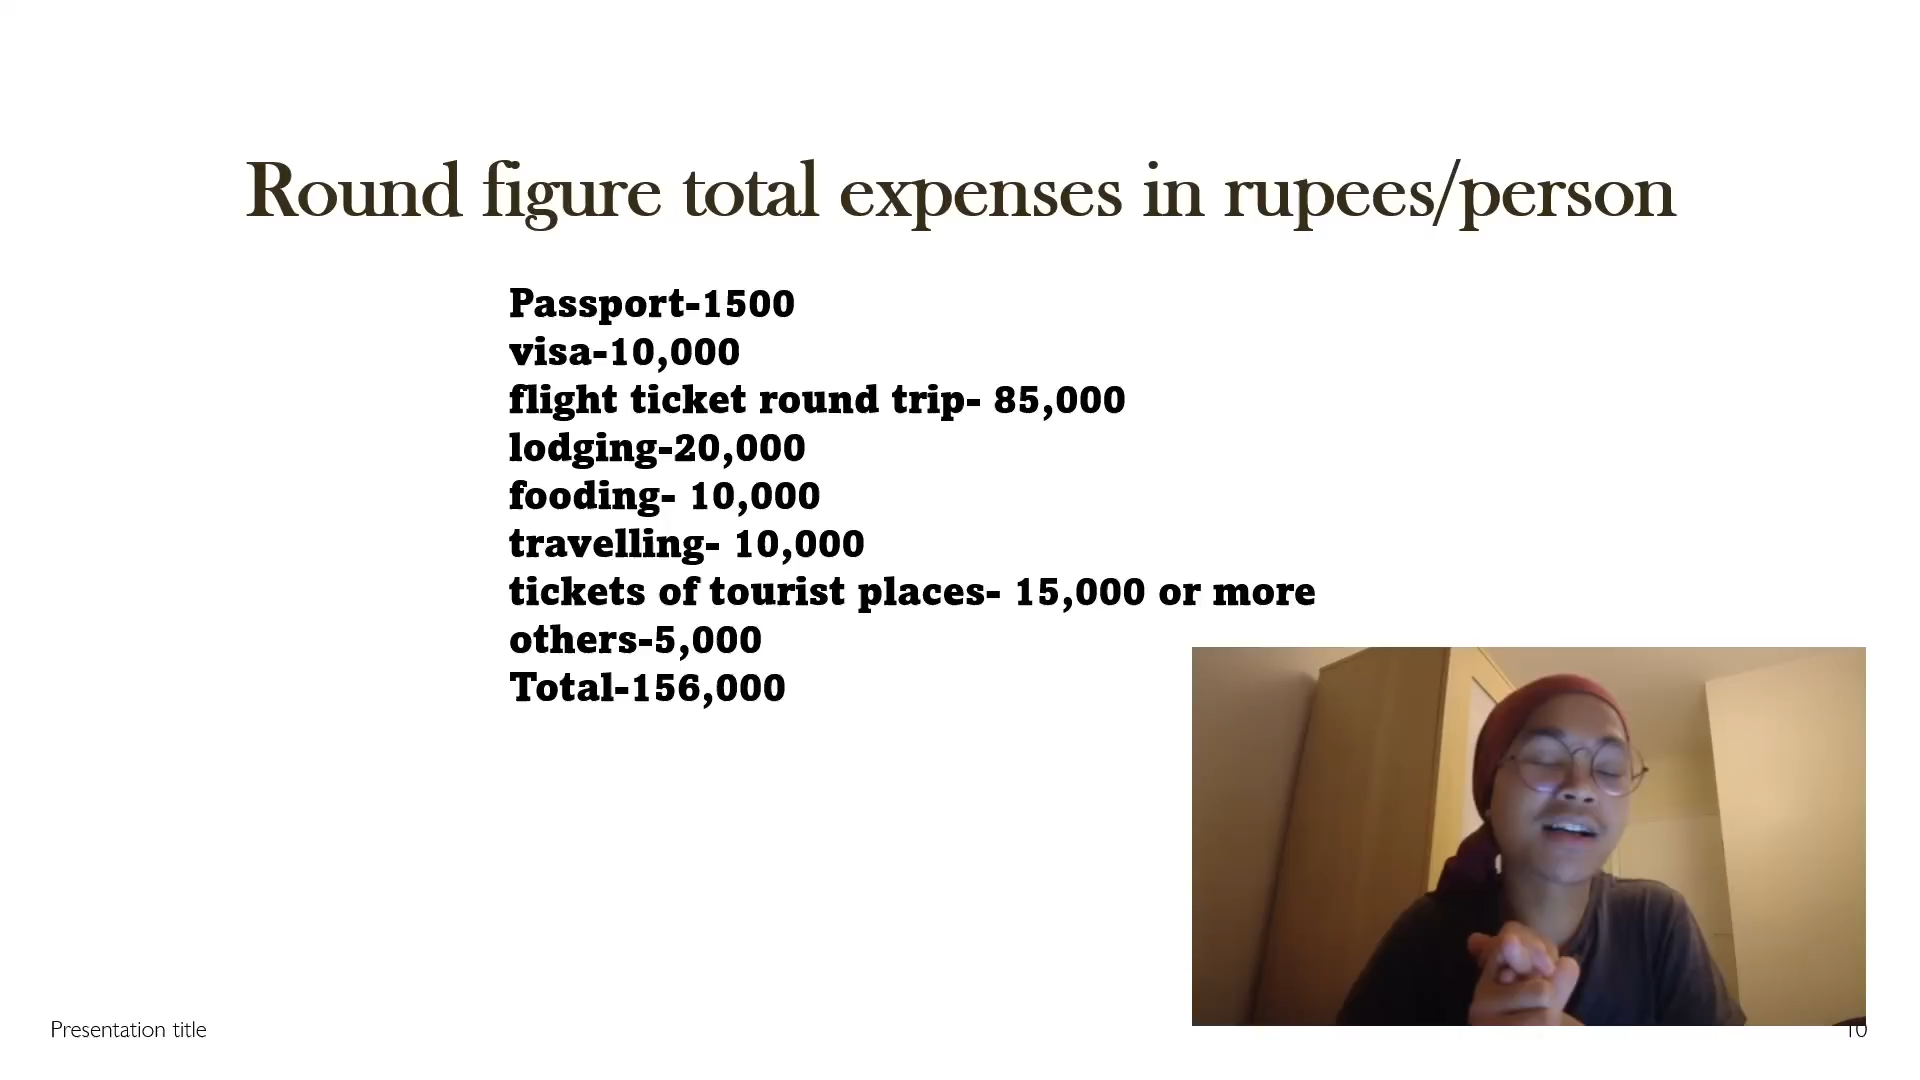 Round figure total expenses in rupees/person
Passport-1500
visa-10,000
flight ticket round trip- 85,000
lodging-20,000
fooding- 10,000
travelling- 10,000
tickets of tourist places- 15,000 or more
others-5,000
Total-156,000
Presentation title
10